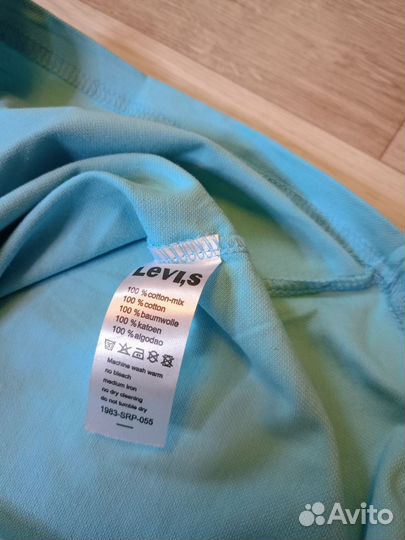 Levi,s
100 %cotton-mix
100 %cotton
100 %baumwolle
100 %katoen
100 %algodao
Machine wash warm
no bleach
medium iron
no dry cleaning
do not tumble dry
1983-SRP-055
Avito